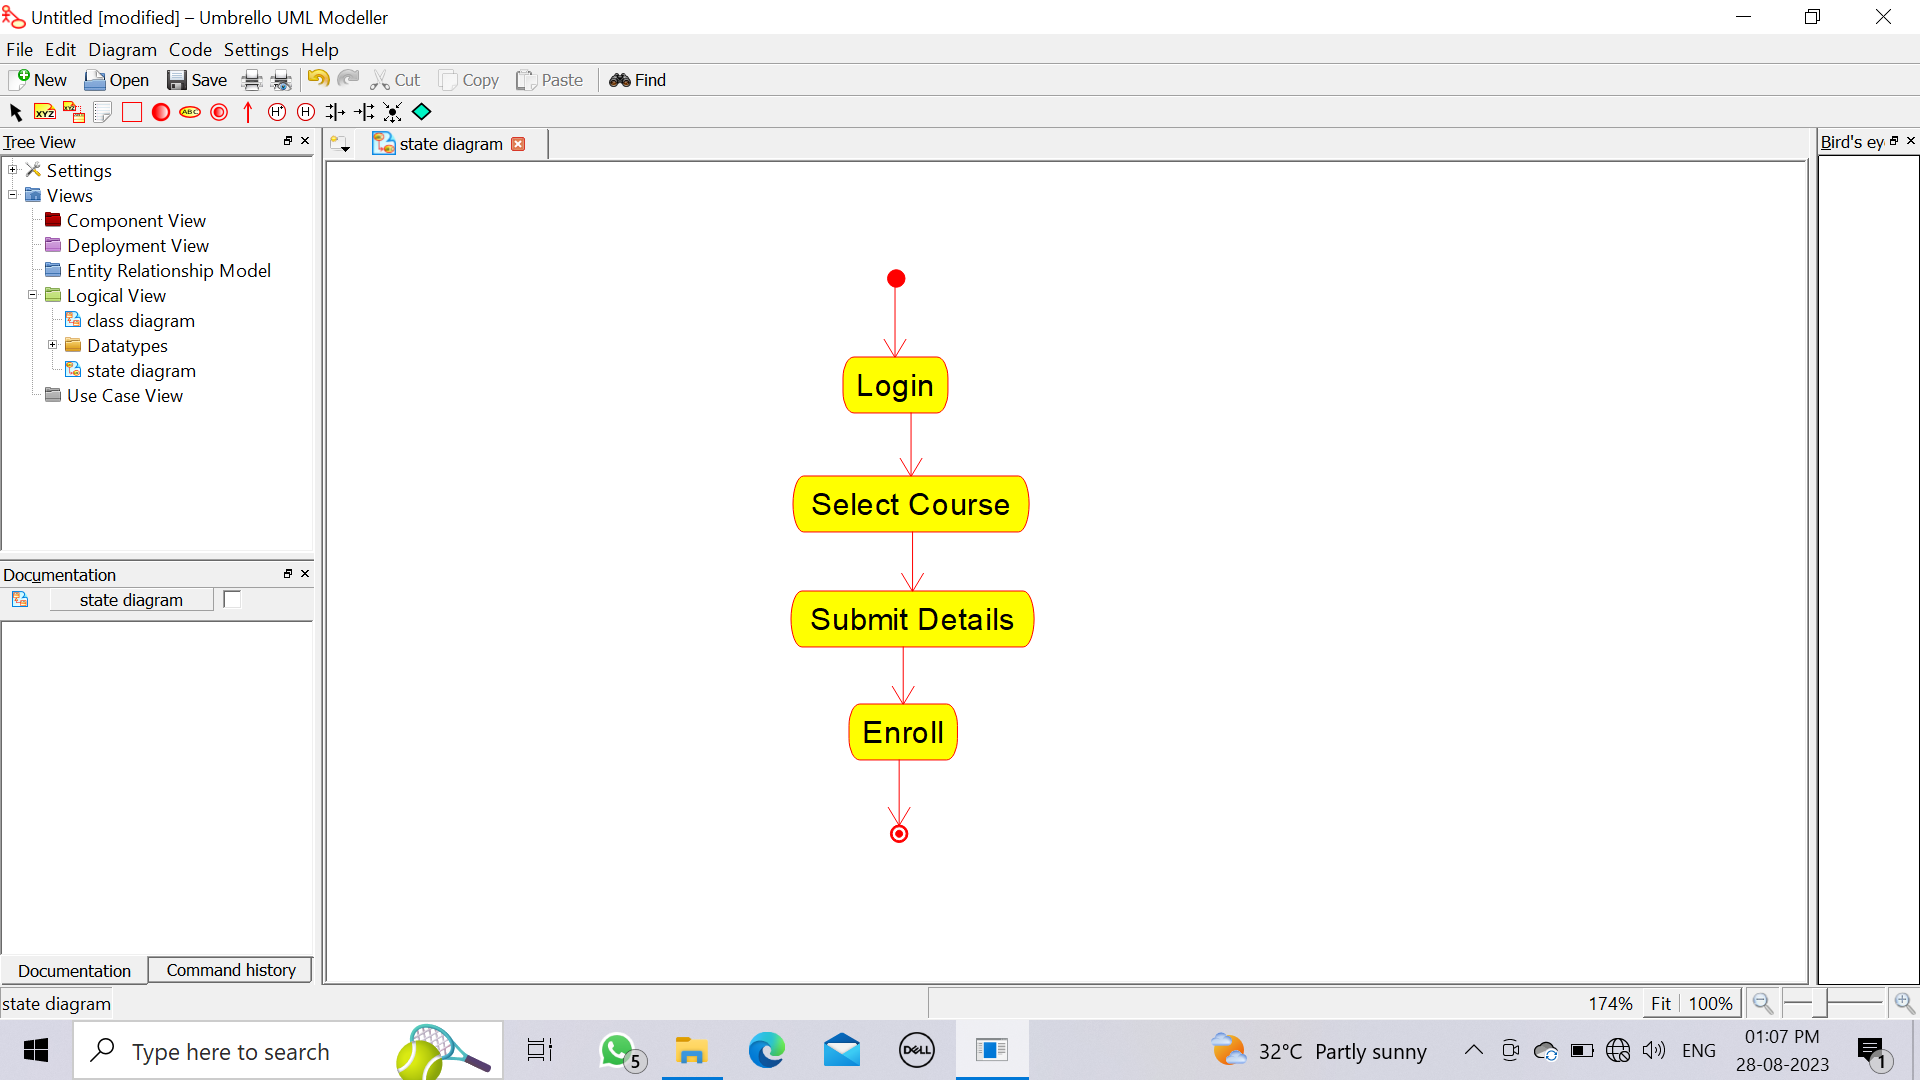 Untitled [modified] – Umbrello UML Modeller
File Edit Diagram Code Settings Help
New Open Save Cut Copy Paste Find
XYZ XYZ ABC H* H
Tree View
state diagram
Bird's ey
Settings
Views
Component View
Deployment View
Entity Relationship Model
Logical View
class diagram
Datatypes
state diagram
Use Case View
Login
Select Course
Submit Details
Enroll
Documentation
state diagram
Documentation Command history
state diagram
174% Fit 100%
Type here to search
5
DELL
32°C Partly sunny
ENG
01:07 PM
28-08-2023
1